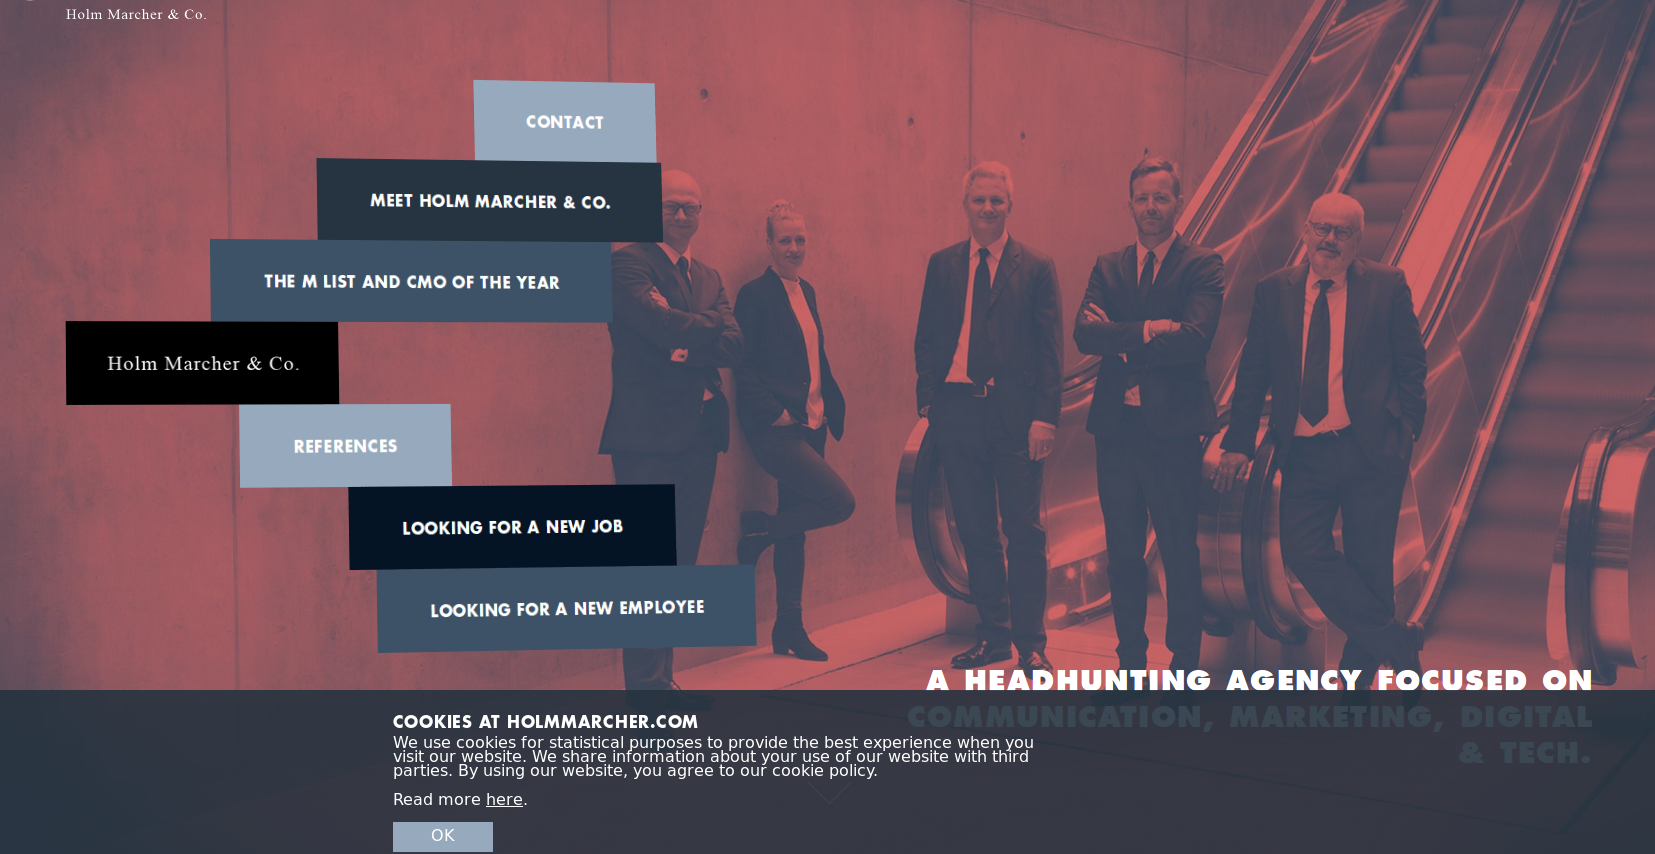 Holm Marcher & Co.
CONTACT
MEET HOLM MARCHER & CO.
THE M LIST AND CMO OF THE YEAR
Holm Marcher & Co.
REFERENCES
LOOKING FOR A NEW JOB
LOOKING FOR A NEW EMPLOYEE
A HEADHUNTING AGENCY FOCUSED ON
COMMUNICATION, MARKETING, DIGITAL
& TECH.
COOKIES AT HOLMMARCHER.COM
We use cookies for statistical purposes to provide the best experience when you
visit our website. We share information about your use of our website with third
parties. By using our website, you agree to our cookie policy.
Read more here.
OK